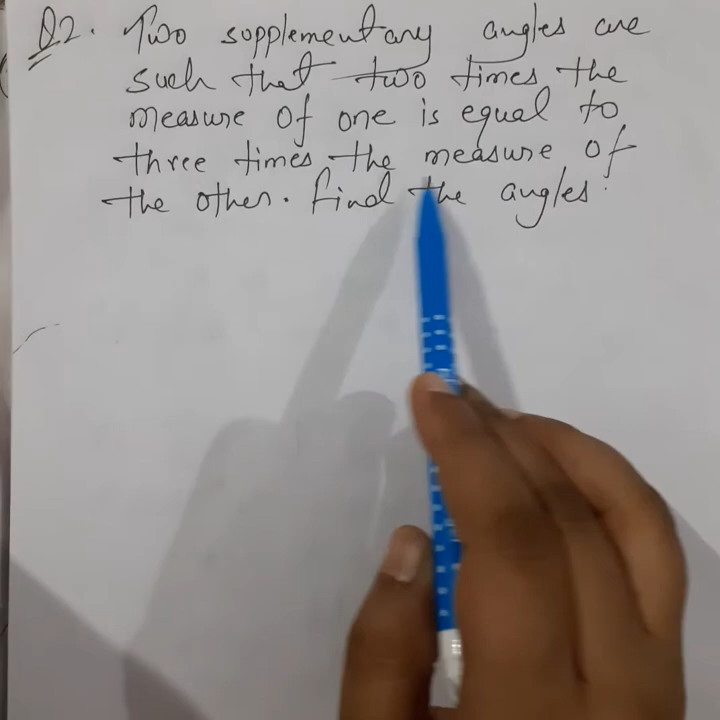 Q2. Two supplementary angles are
such that two times the
measure of one is equal to
three times the measure of
the other. find the angles.